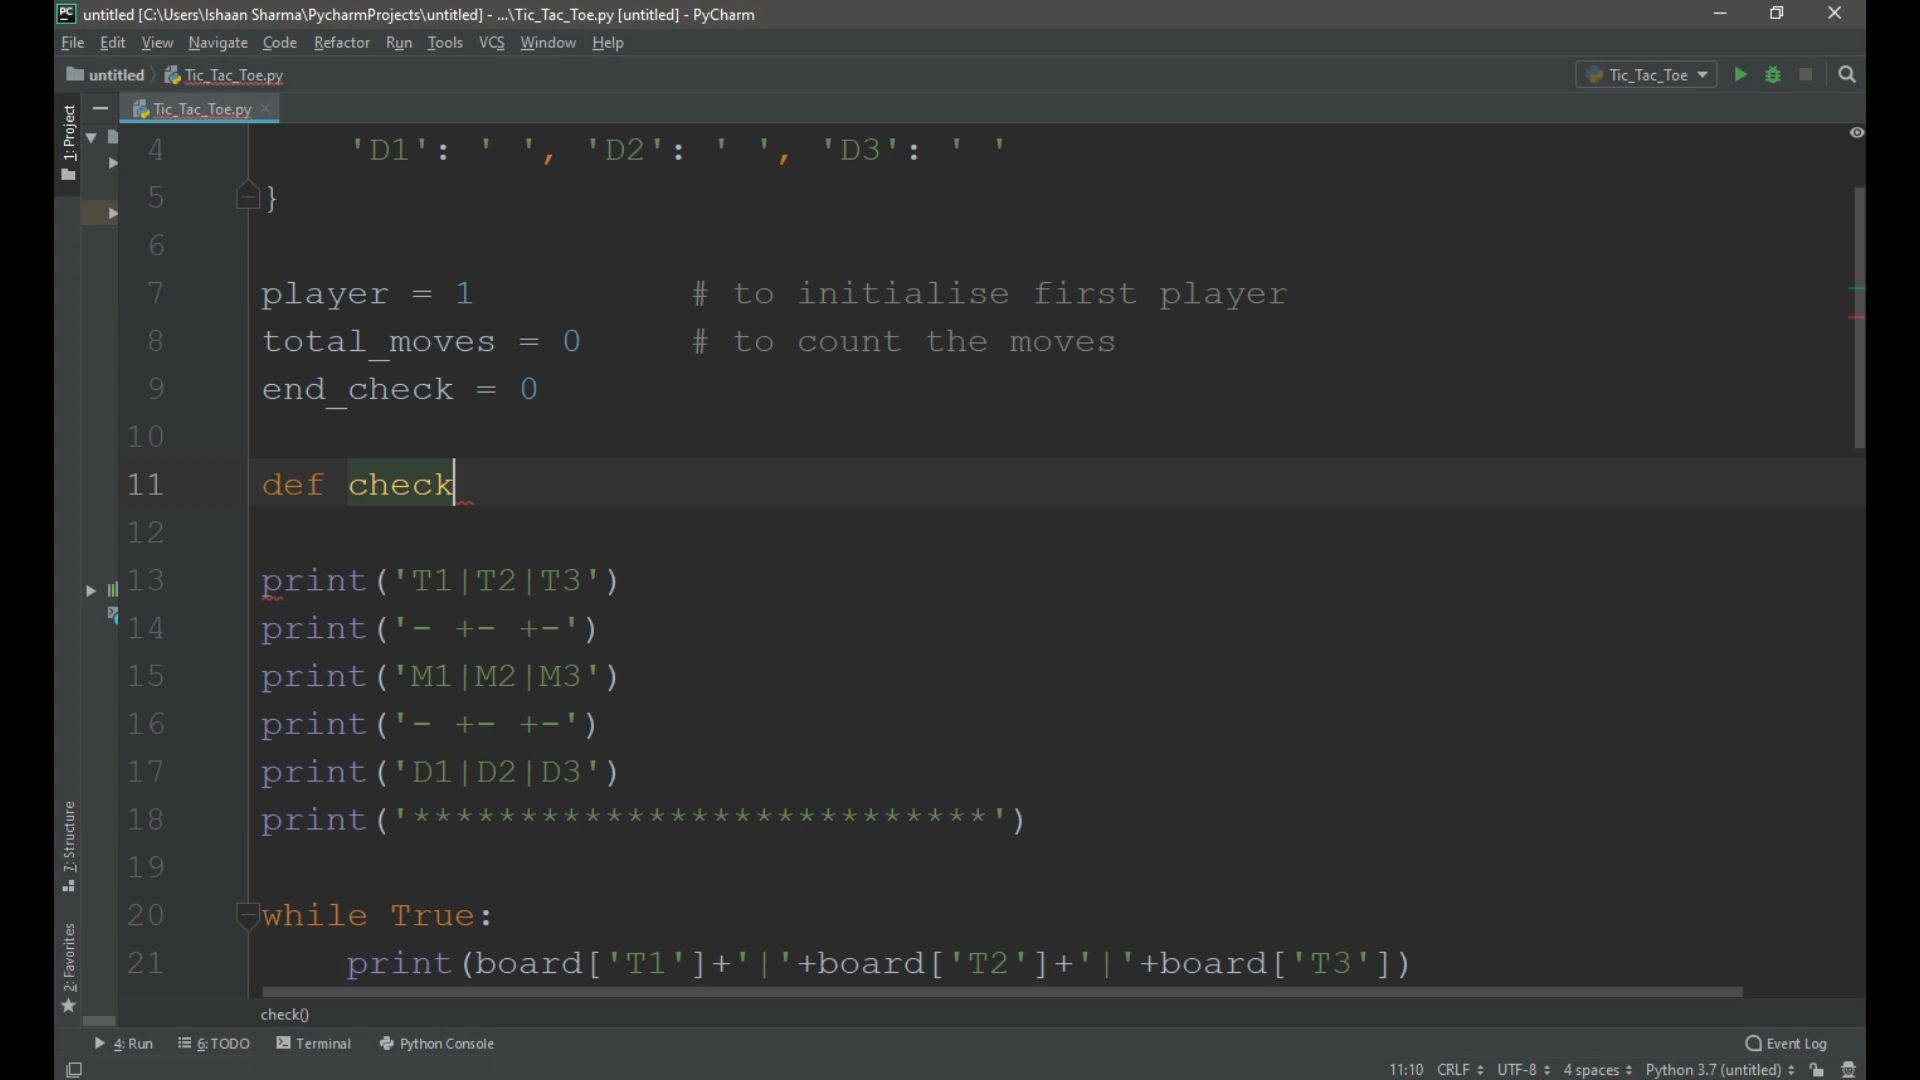 PC untitled [C:\Users\Ishaan Sharma\PycharmProjects\untitled] - ...\Tic_Tac_Toe.py [untitled] - PyCharm
File Edit View Navigate Code Refactor Run Tools VCS Window Help
untitled Tic_Tac_Toe.py Tic_Tac_Toe
1: Project Tic_Tac_Toe.py
4 'D1': ' ', 'D2': ' ', 'D3': ' '
5 }
6
7 player = 1 # to initialise first player
8 total_moves = 0 # to count the moves
9 end_check = 0
10
11 def check
12
13 print('T1|T2|T3')
14 print('- +- +-')
15 print('M1|M2|M3')
16 print('- +- +-')
17 print('D1|D2|D3')
18 print('***************************')
19
20 while True:
21 print(board['T1']+'|'+board['T2']+'|'+board['T3'])
7: Structure
2: Favorites
check()
4: Run 6: TODO Terminal Python Console Event Log
11:10 CRLF UTF-8 4 spaces Python 3.7 (untitled)